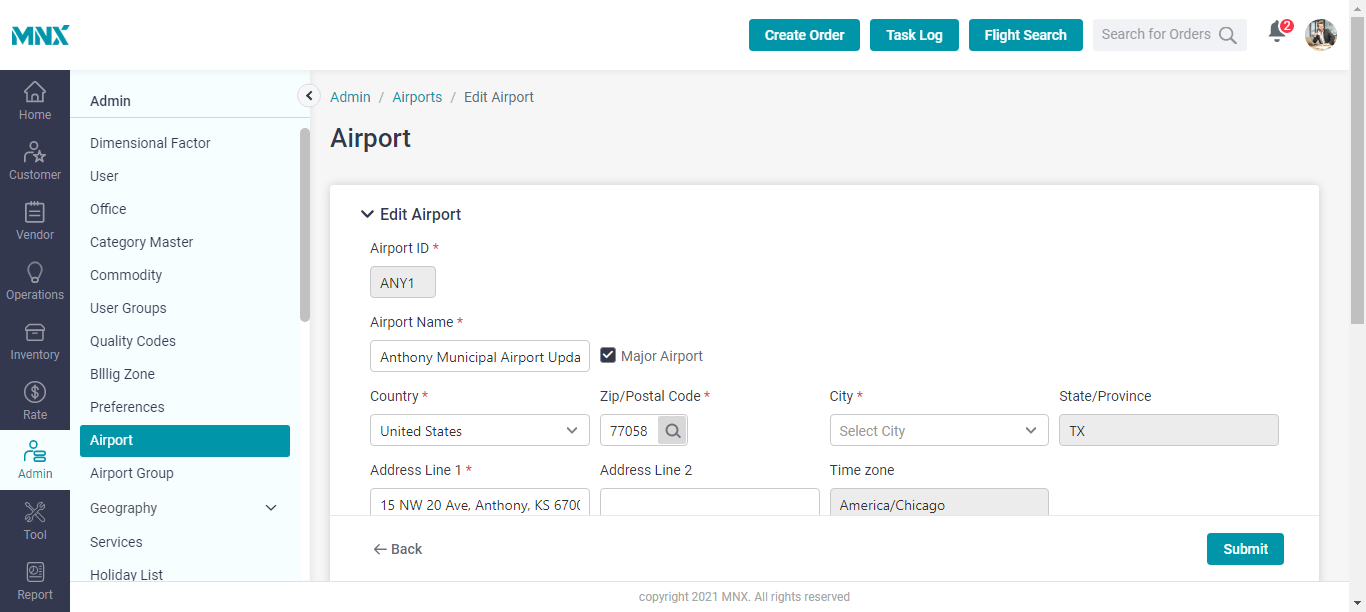 MNX
Create Order
Task Log
Flight Search
Search for Orders
2
Home
Customer
Vendor
Operations
Inventory
Rate
Admin
Tool
Report
Admin
Dimensional Factor
User
Office
Category Master
Commodity
User Groups
Quality Codes
Blllig Zone
Preferences
Airport
Airport Group
Geography
Services
Holiday List
Admin / Airports / Edit Airport
Airport
Edit Airport
Airport ID *
ANY1
Airport Name *
Anthony Municipal Airport Upda
Major Airport
Country * Zip/Postal Code * City * State/Province
United States 77058 Select City TX
Address Line 1 * Address Line 2 Time zone
15 NW 20 Ave, Anthony, KS 670 America/Chicago
Back
Submit
copyright 2021 MNX. All rights reserved